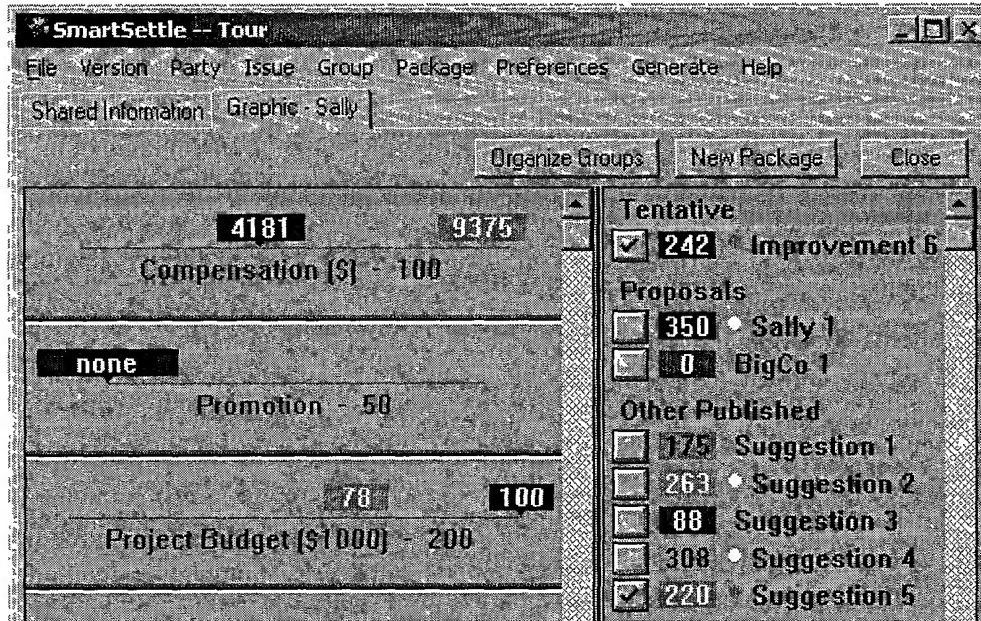 SmartSettle -- Tour
File Version Party Issue Group Package Preferences Generate Help
Shared Information Graphic - Sally
Organize Groups New Package Close
4181 9375
Compensation ($) - 100
none
Promotion - 50
78 100
Project Budget ($1000) - 200
Tentative
242 Improvement 6
Proposals
350 Sally 1
0 BigCo 1
Other Published
175 Suggestion 1
263 Suggestion 2
88 Suggestion 3
308 Suggestion 4
220 Suggestion 5